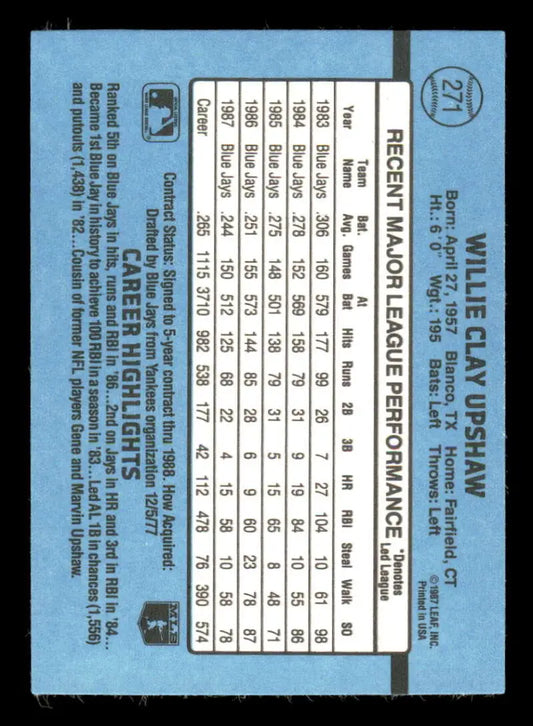 271
WILLIE CLAY UPSHAW
Born: April 27, 1957 Blanco, TX Home: Fairfield, CT
Ht.: 6' 0" Wgt.: 195 Bats: Left Throws: Left
©1987 LEAF, INC.
Printed in USA
RECENT MAJOR LEAGUE PERFORMANCE
*Denotes
Led League
Year Team Name Bat. Avg. Games At Bat Hits Runs 2B 3B HR RBI Steal Walk SO
1983 Blue Jays .306 160 579 177 99 26 7 27 104 10 61 98
1984 Blue Jays .278 152 569 158 79 31 9 19 84 10 55 86
1985 Blue Jays .275 148 501 138 79 31 5 15 65 8 48 71
1986 Blue Jays .251 155 573 144 85 28 6 9 60 23 78 87
1987 Blue Jays .244 150 512 125 68 22 4 15 58 10 58 78
Career .265 1115 3710 982 538 177 42 112 478 76 390 574
Contract Status: Signed to 5-year contract thru 1988. How Acquired:
Drafted by Blue Jays from Yankees organization 12/5/77
MLB
CAREER HIGHLIGHTS
Ranked 5th on Blue Jays in hits, runs and RBI in '86...2nd on Jays in HR and 3rd in RBI in '84...
Became 1st Blue Jay in history to achieve 100 RBI in a season in '83...Led AL 1B in chances (1,556)
and putouts (1,438) in '82...Cousin of former NFL players Gene and Marvin Upshaw.